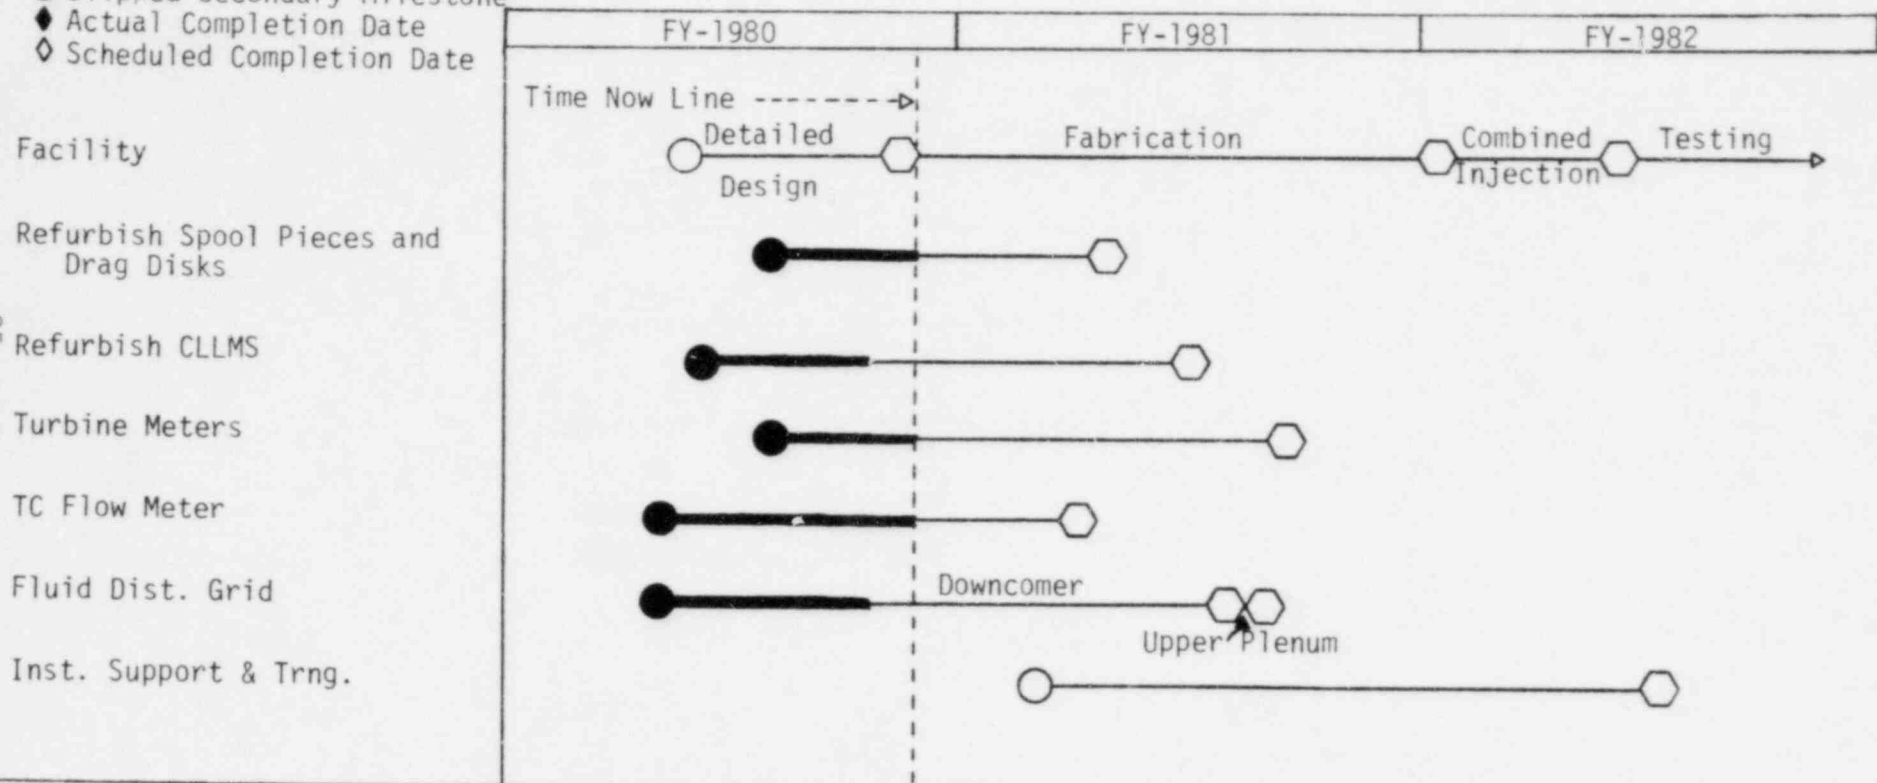 Actual Completion Date
Scheduled Completion Date
FY-1980 FY-1981 FY-1982
Time Now Line
Facility
Detailed
Design
Fabrication
Combined
Injection
Testing
Refurbish Spool Pieces and
Drag Disks
Refurbish CLLMS
Turbine Meters
TC Flow Meter
Fluid Dist. Grid
Downcomer
Upper Plenum
Inst. Support & Trng.